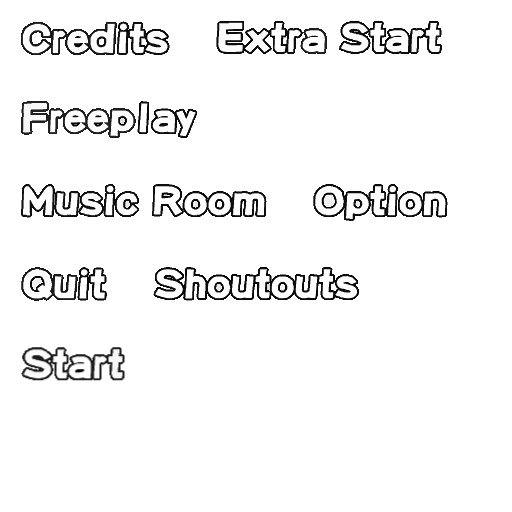 Credits Extra Start
Freeplay
Music Room Option
Quit Shoutouts
Start